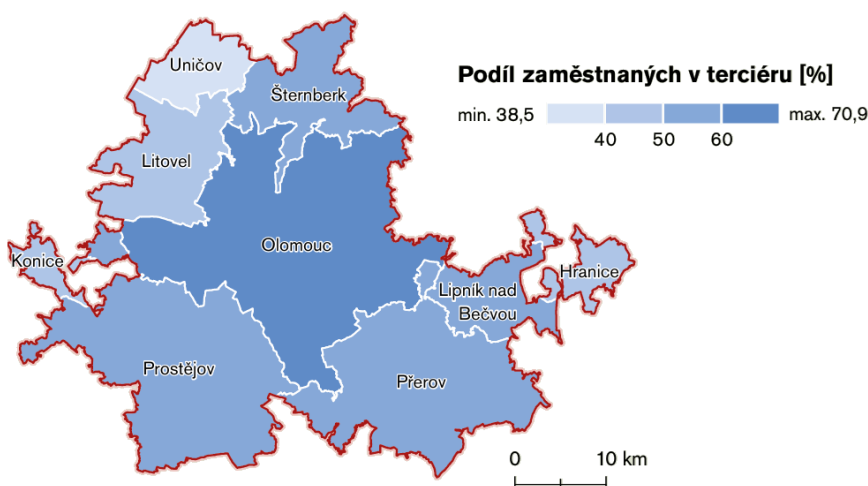 Podíl zaměstnaných v terciéru [%]
min. 38,5
max. 70,9
40 50 60
Uničov
Šternberk
Litovel
Olomouc
Konice
Hranice
Lipník nad
Bečvou
Prostějov
Přerov
0 10 km